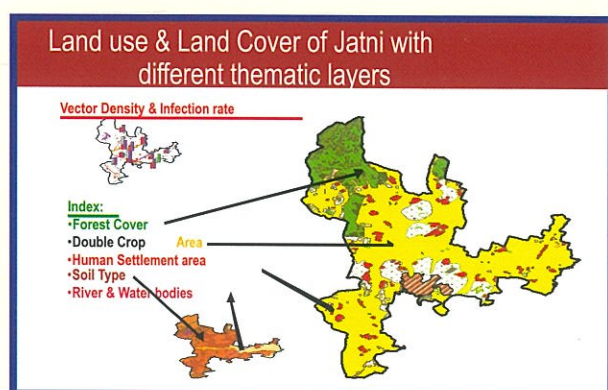 Land use & Land Cover of Jatni with
different thematic layers
Vector Density & Infection rate
Index:
•Forest Cover
•Double Crop Area
•Human Settlement area
•Soil Type
•River & Water bodies